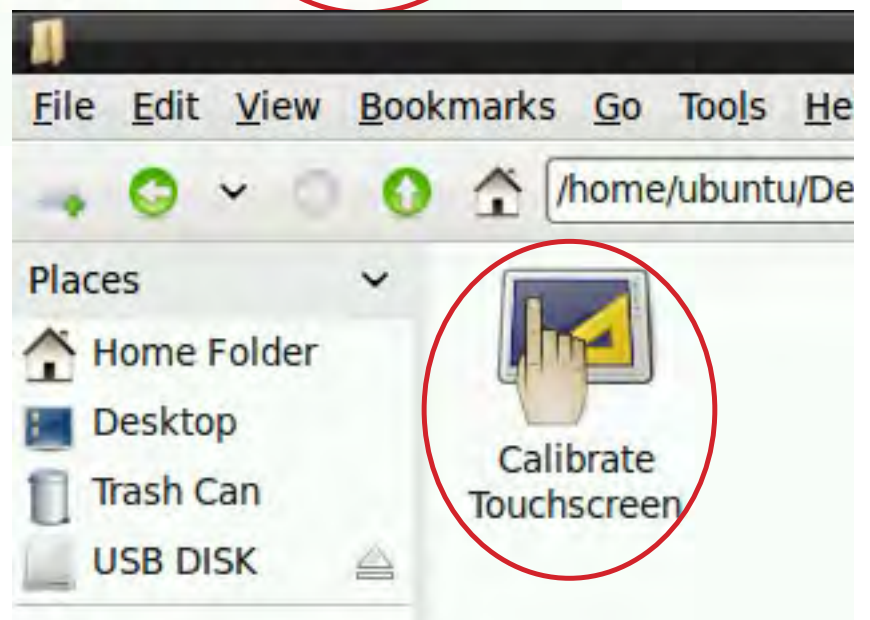 File Edit View Bookmarks Go Tools He
/home/ubuntu/De
Places
Home Folder
Desktop
Trash Can
USB DISK
Calibrate
Touchscreen